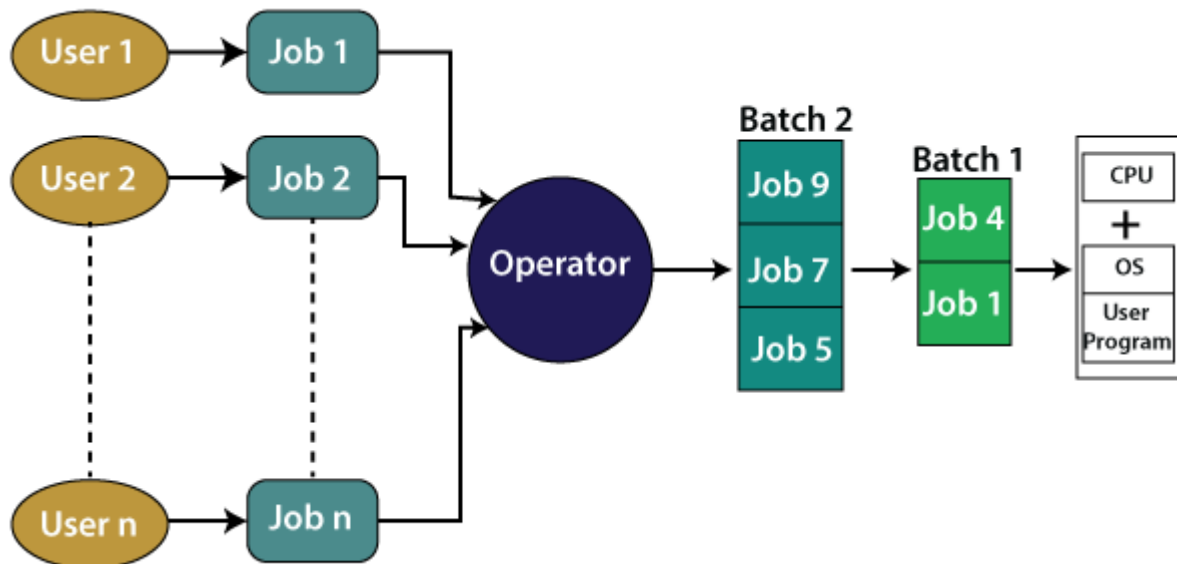 User 1
Job 1
User 2
Job 2
User n
Job n
Operator
Batch 2
Job 9
Job 7
Job 5
Batch 1
Job 4
Job 1
CPU
+
OS
User
Program